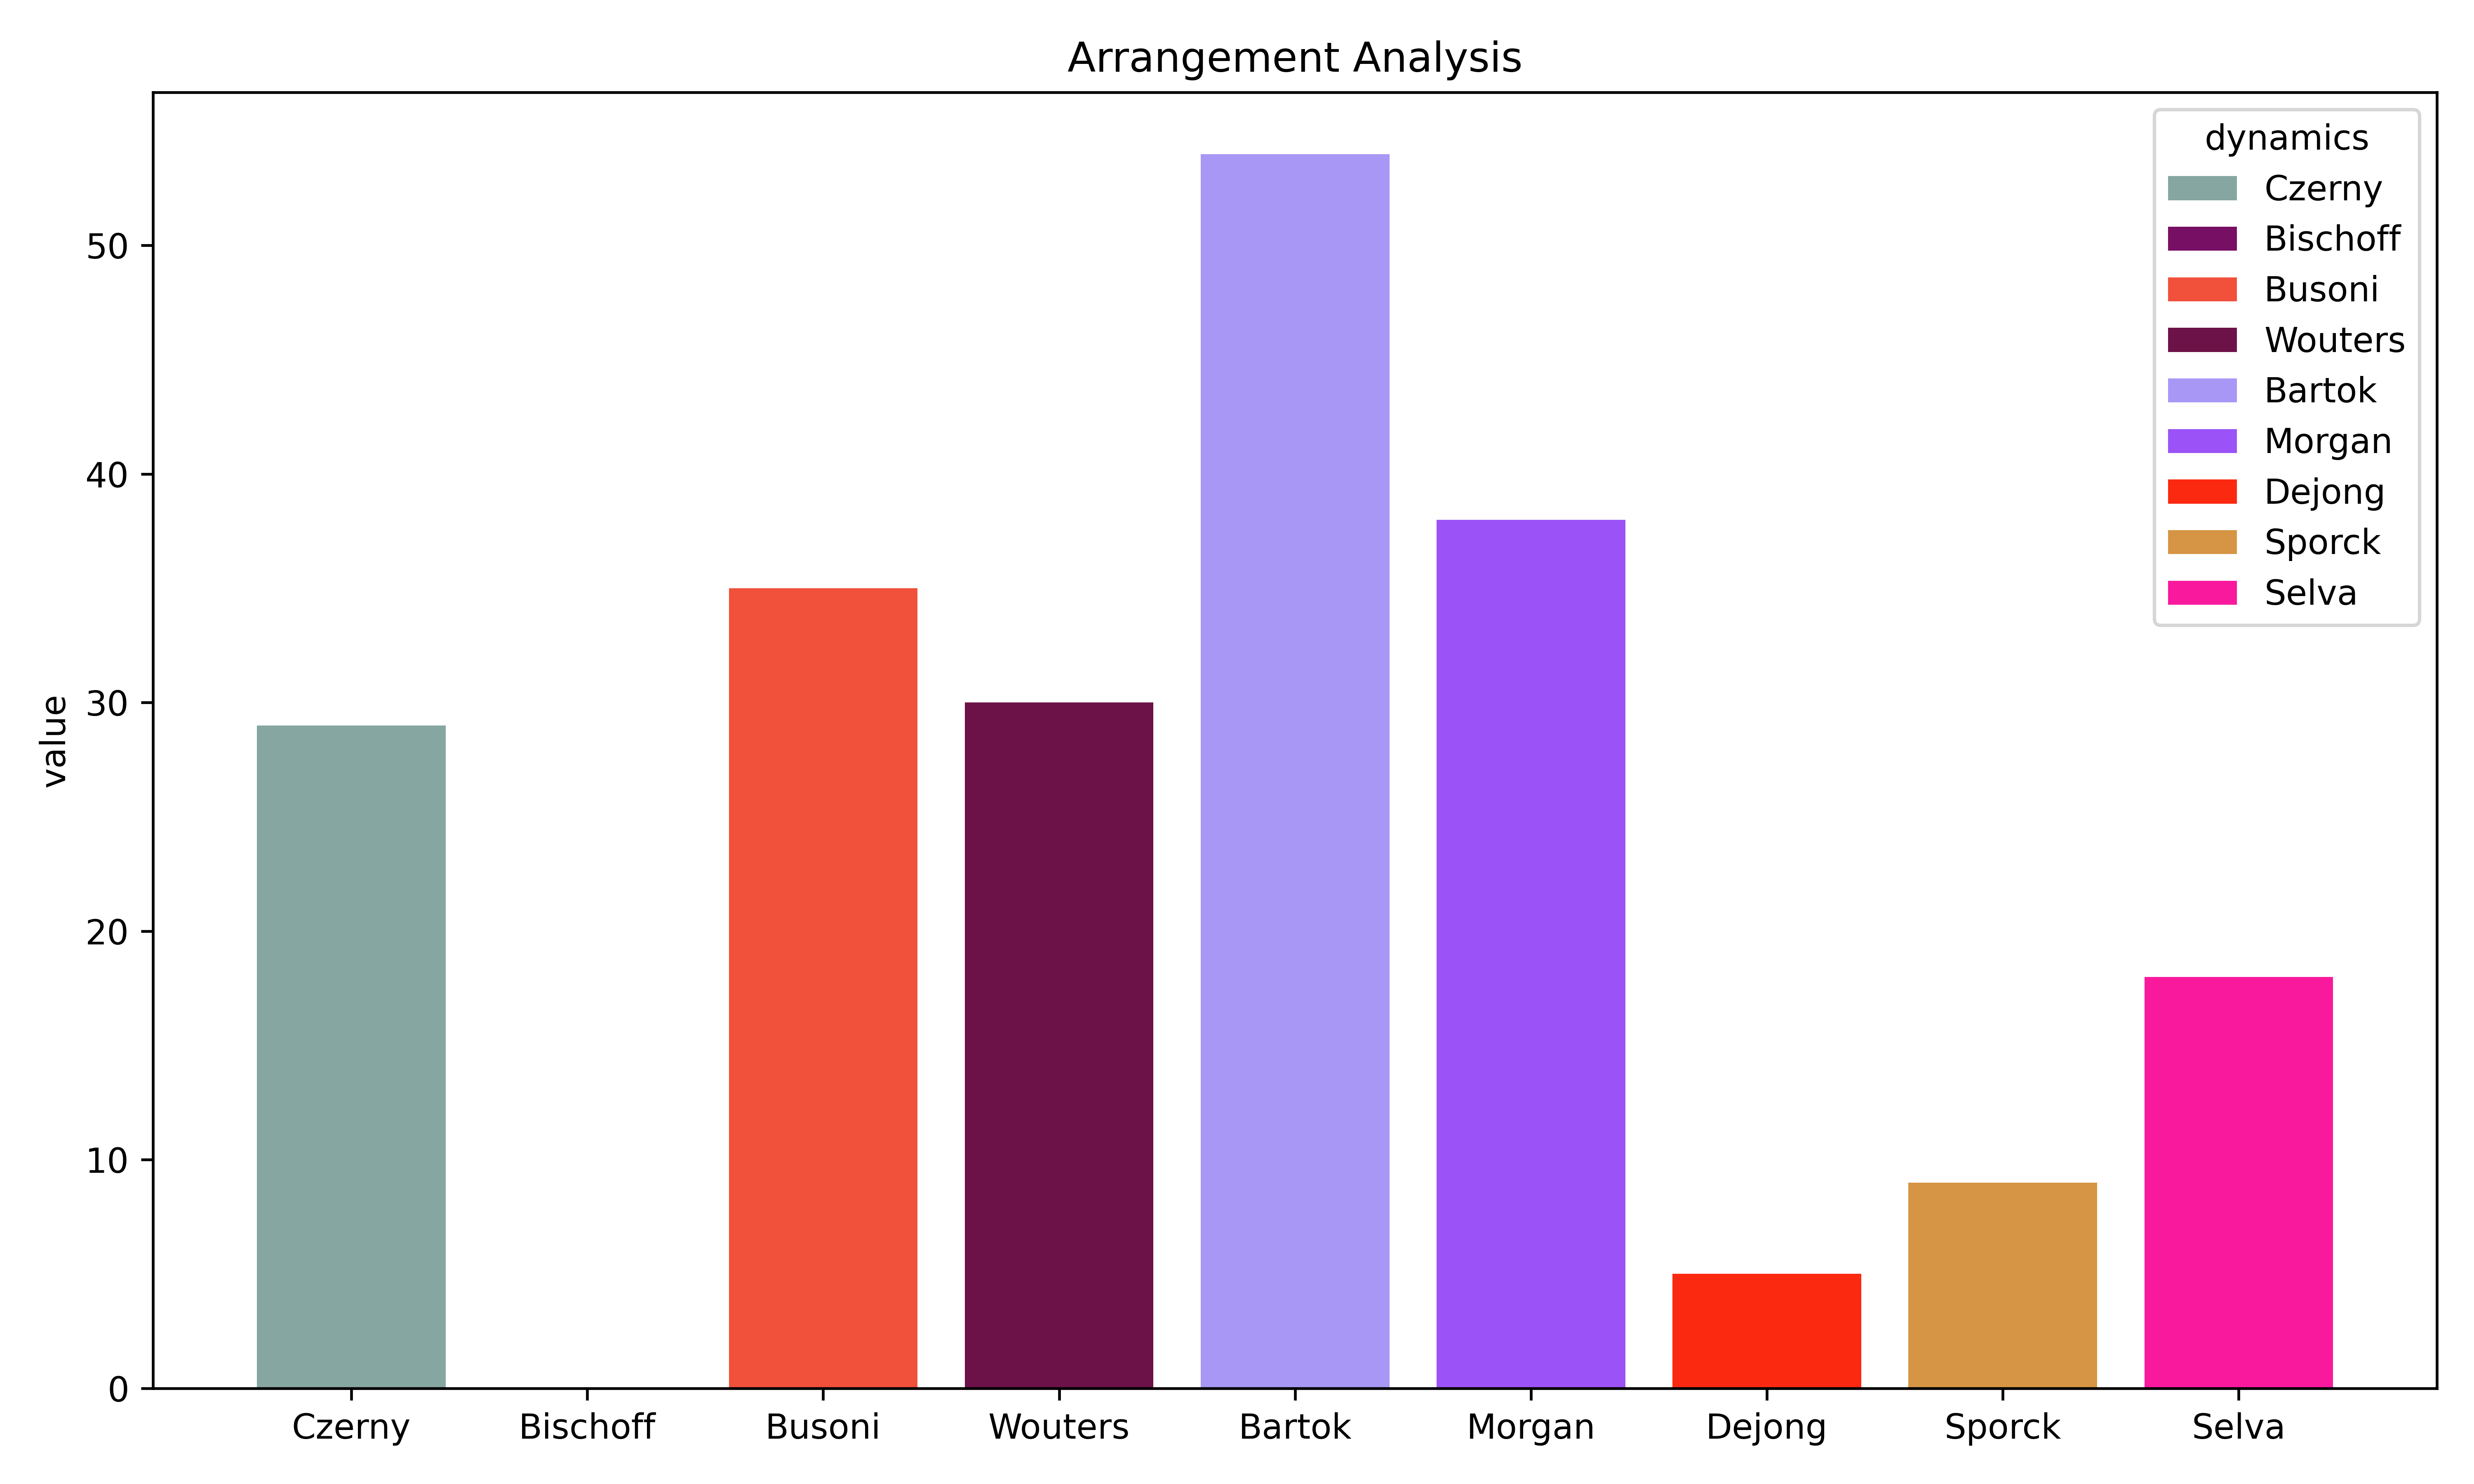 Arrangement Analysis
value
50
40
30
20
10
0
Czerny Bischoff Busoni Wouters Bartok Morgan Dejong Sporck Selva
dynamics
Czerny
Bischoff
Busoni
Wouters
Bartok
Morgan
Dejong
Sporck
Selva